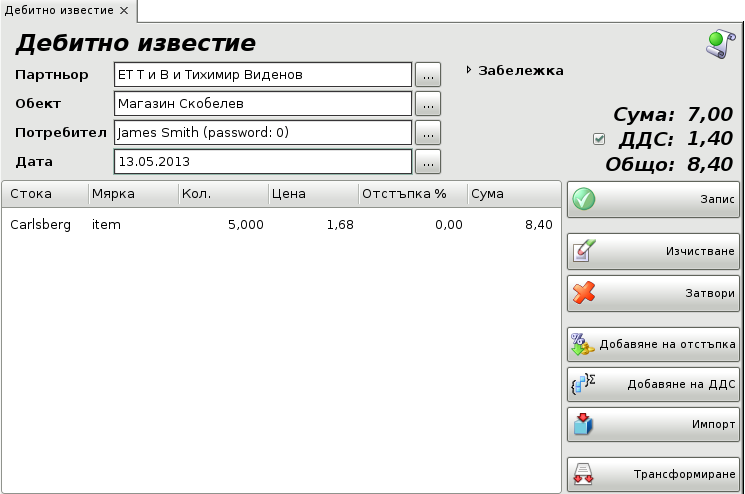 Дебитно известие ×
Дебитно известие
Партньор ЕТ Т и В и Тихимир Виденов ...
Обект Магазин Скобелев ...
Потребител James Smith (password: 0) ...
Дата 13.05.2013 ...
Забележка
Сума: 7,00
ДДС: 1,40
Общо: 8,40
Стока Мярка Кол. Цена Отстъпка % Сума
Carlsberg item 5,000 1,68 0,00 8,40
Запис
Изчистване
Затвори
Добавяне на отстъпка
Добавяне на ДДС
Импорт
Трансформиране